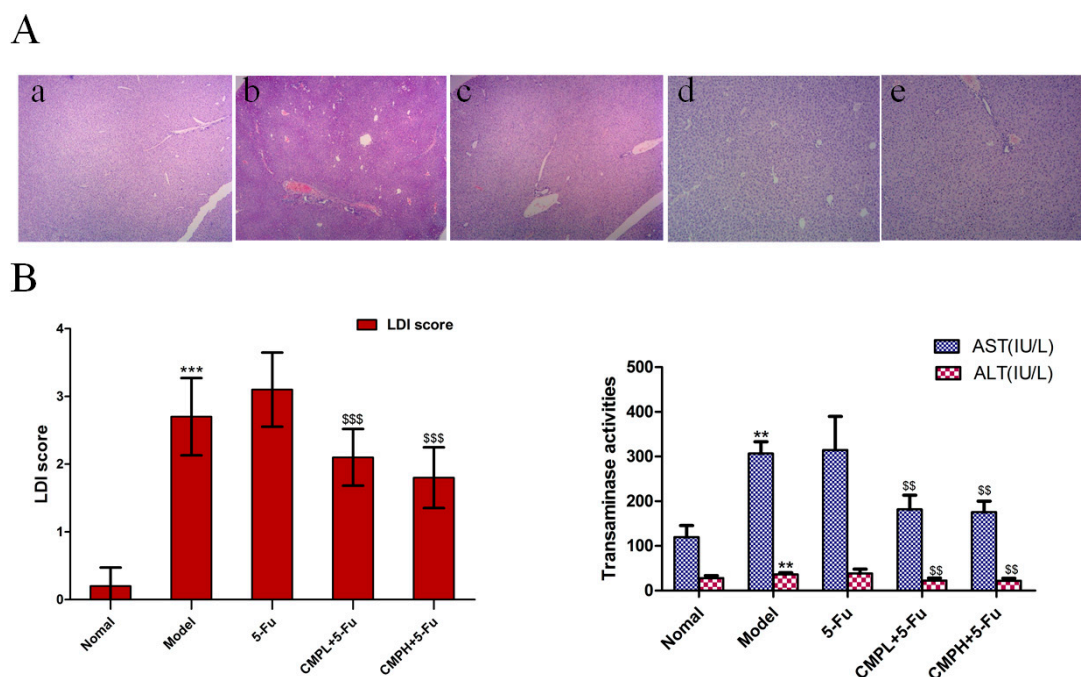 A
a
b
c
d
e
B
LDI score
LDI score
4
3
2
1
0
***
$$$
$$$
Nomal
Model
5-Fu
CMPL+5-Fu
CMPH+5-Fu
AST(IU/L)
ALT(IU/L)
Transaminase activities
500
400
300
200
100
0
**
**
$$
$$
$$
$$
Nomal
Model
5-Fu
CMPL+5-Fu
CMPH+5-Fu